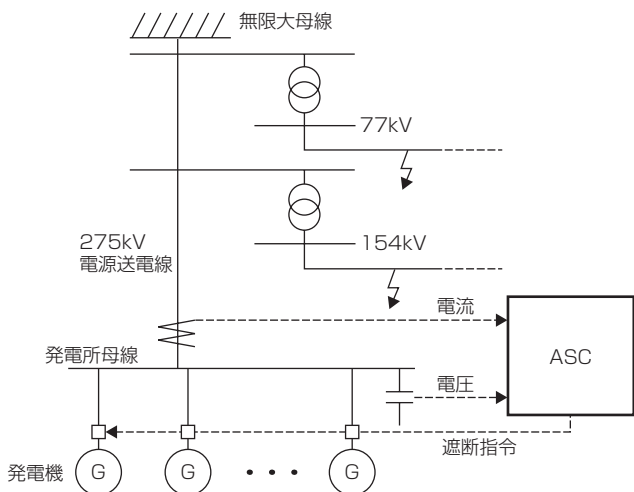 無限大母線
77kV
154kV
275kV
電源送電線
電流
発電所母線
ASC
電圧
遮断指令
発電機
G
G
G